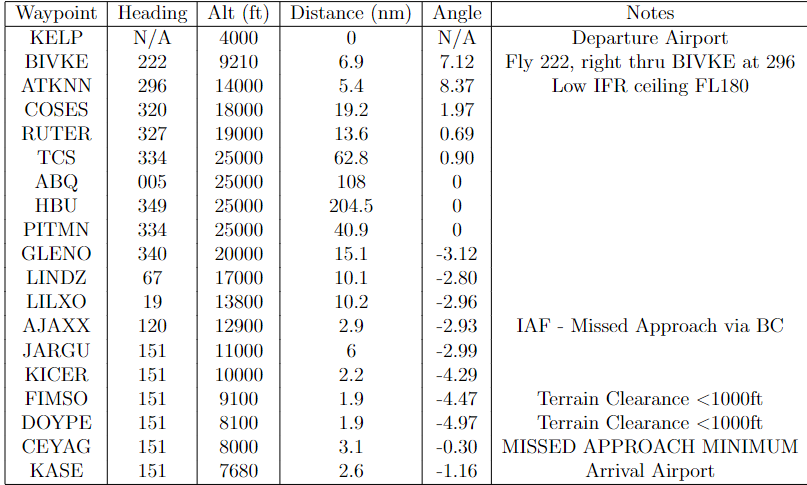 Waypoint Heading Alt (ft) Distance (nm) Angle Notes
KELP N/A 4000 0 N/A Departure Airport
BIVKE 222 9210 6.9 7.12 Fly 222, right thru BIVKE at 296
ATKNN 296 14000 5.4 8.37 Low IFR ceiling FL180
COSES 320 18000 19.2 1.97
RUTER 327 19000 13.6 0.69
TCS 334 25000 62.8 0.90
ABQ 005 25000 108 0
HBU 349 25000 204.5 0
PITMN 334 25000 40.9 0
GLENO 340 20000 15.1 -3.12
LINDZ 67 17000 10.1 -2.80
LILXO 19 13800 10.2 -2.96
AJAXX 120 12900 2.9 -2.93 IAF - Missed Approach via BC
JARGU 151 11000 6 -2.99
KICER 151 10000 2.2 -4.29
FIMSO 151 9100 1.9 -4.47 Terrain Clearance <1000ft
DOYPE 151 8100 1.9 -4.97 Terrain Clearance <1000ft
CEYAG 151 8000 3.1 -0.30 MISSED APPROACH MINIMUM
KASE 151 7680 2.6 -1.16 Arrival Airport